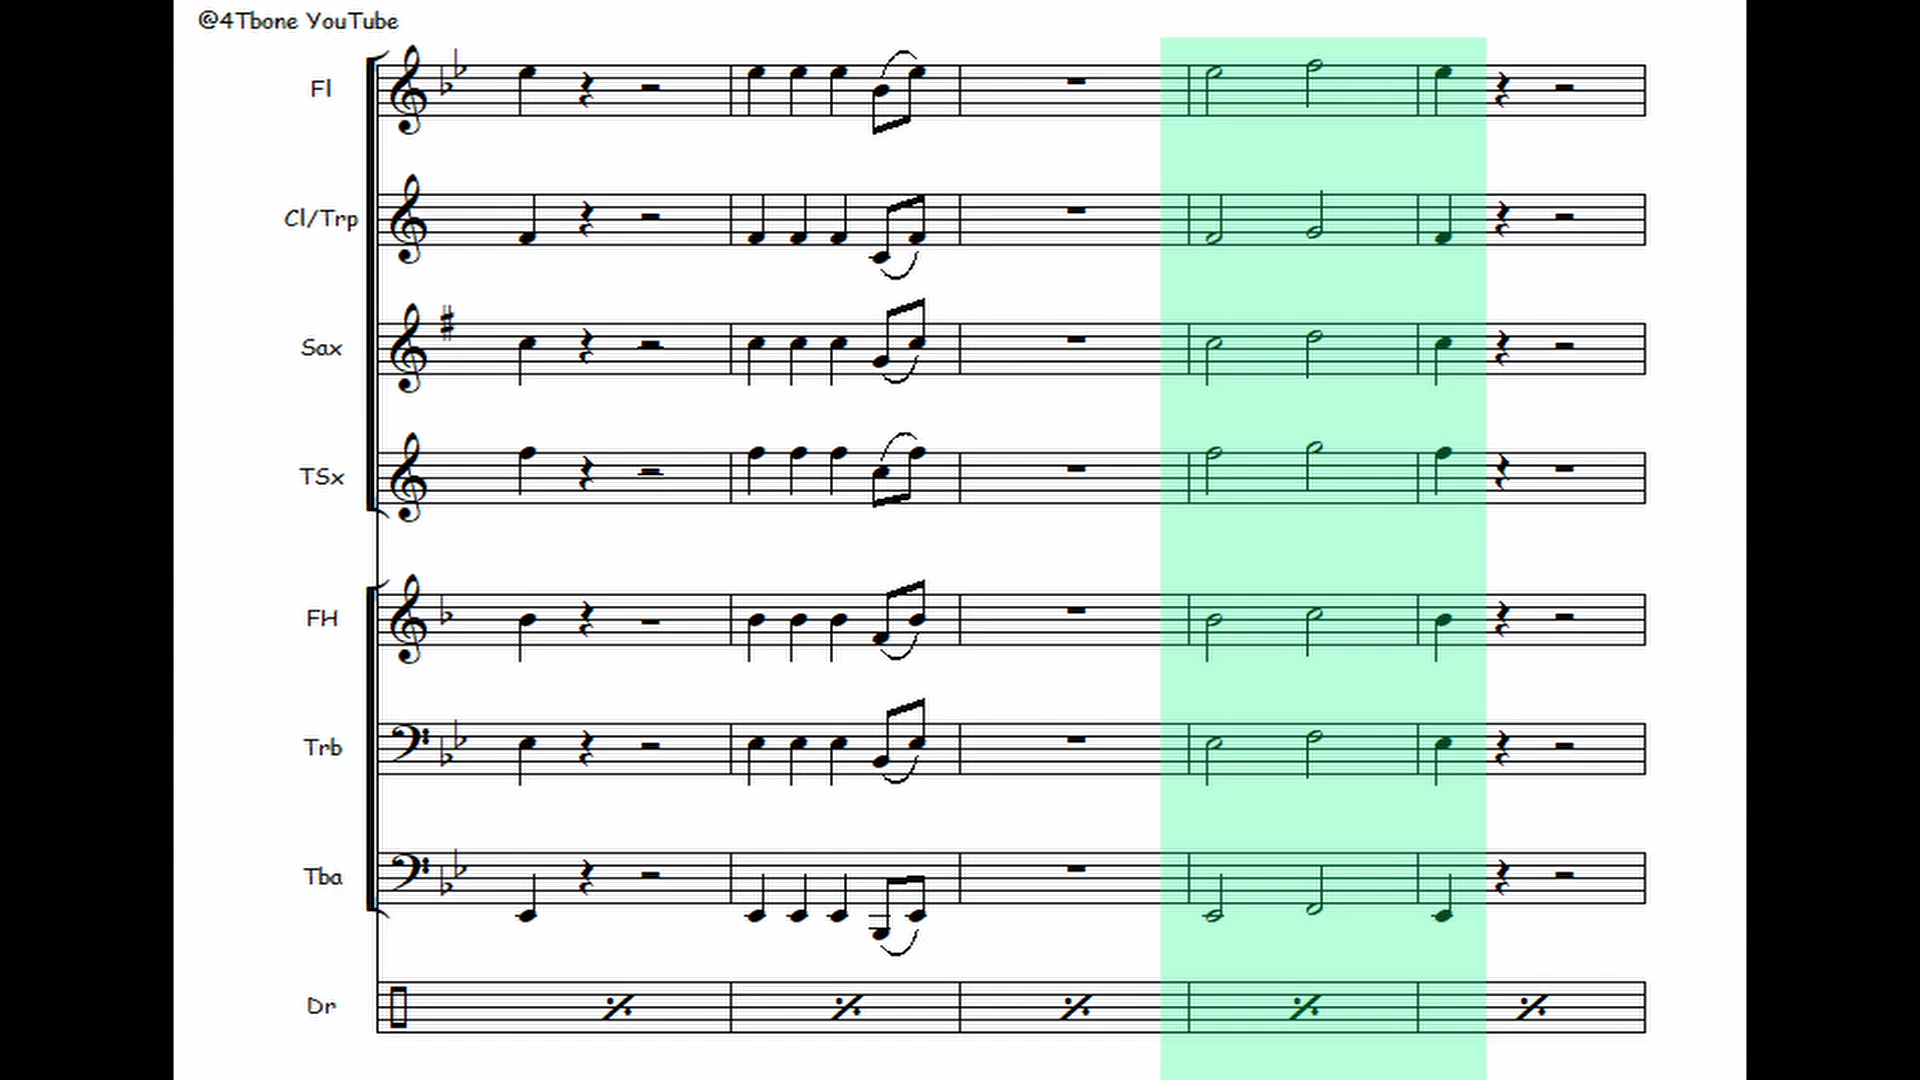 @4Tbone YouTube
Fl
Cl/Trp
Sax
TSx
FH
Trb
Tba
Dr